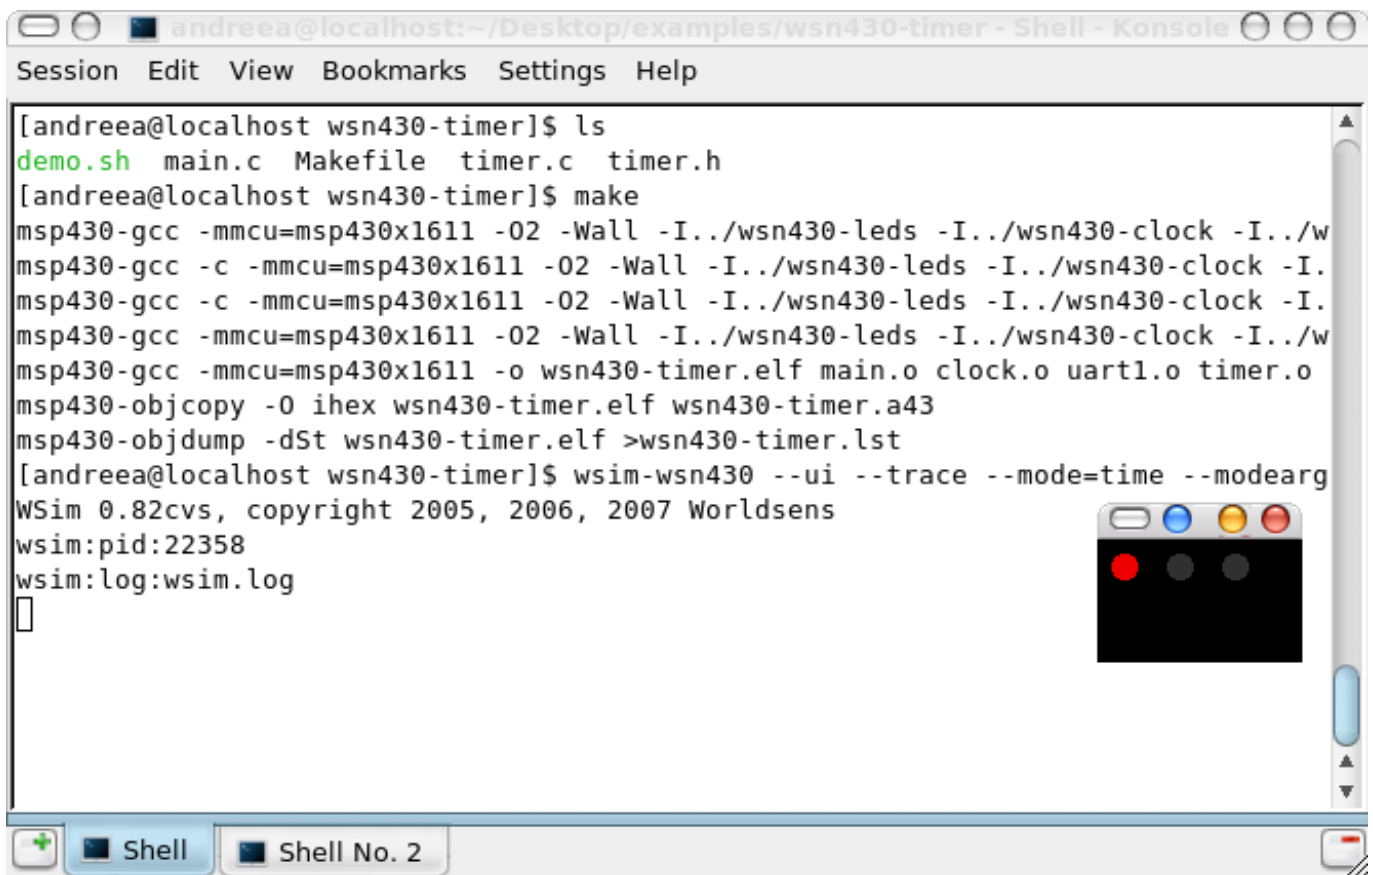 andreea@localhost:~/Desktop/examples/wsn430-timer - Shell - Konsole
Session Edit View Bookmarks Settings Help
[andreea@localhost wsn430-timer]$ ls
demo.sh main.c Makefile timer.c timer.h
[andreea@localhost wsn430-timer]$ make
msp430-gcc -mmcu=msp430x1611 -O2 -Wall -I../wsn430-leds -I../wsn430-clock -I../w
msp430-gcc -c -mmcu=msp430x1611 -O2 -Wall -I../wsn430-leds -I../wsn430-clock -I.
msp430-gcc -c -mmcu=msp430x1611 -O2 -Wall -I../wsn430-leds -I../wsn430-clock -I.
msp430-gcc -mmcu=msp430x1611 -O2 -Wall -I../wsn430-leds -I../wsn430-clock -I../w
msp430-gcc -mmcu=msp430x1611 -o wsn430-timer.elf main.o clock.o uart1.o timer.o
msp430-objcopy -O ihex wsn430-timer.elf wsn430-timer.a43
msp430-objdump -dSt wsn430-timer.elf >wsn430-timer.lst
[andreea@localhost wsn430-timer]$ wsim-wsn430 --ui --trace --mode=time --modearg
WSim 0.82cvs, copyright 2005, 2006, 2007 Worldsens
wsim:pid:22358
wsim:log:wsim.log
Shell Shell No. 2